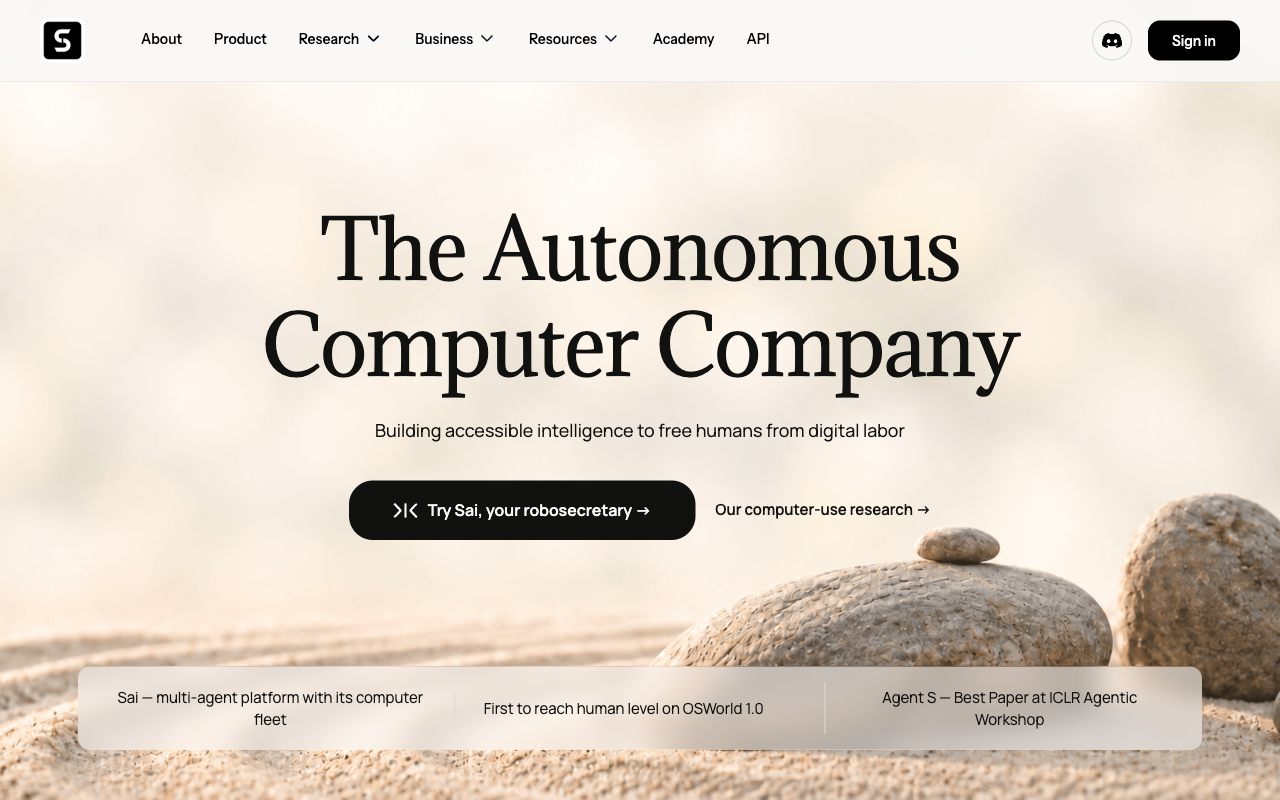 S
About
Product
Research
Business
Resources
Academy
API
Sign in
The Autonomous
Computer Company
Building accessible intelligence to free humans from digital labor
Try Sai, your robosecretary →
Our computer-use research →
Sai — multi-agent platform with its computer
fleet
First to reach human level on OSWorld 1.0
Agent S — Best Paper at ICLR Agentic
Workshop